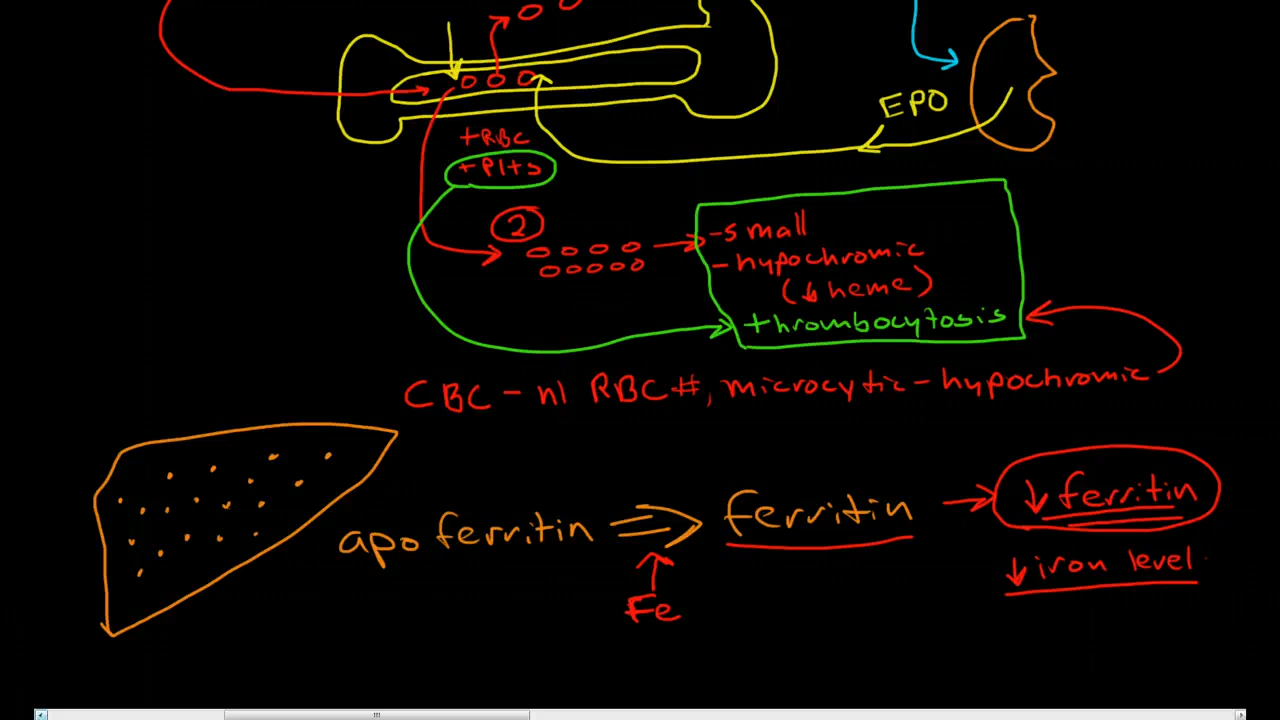 EPO
+RBC
+Plts
2
-small
-hypochromic
(↓ heme)
+thrombocytosis
CBC - nl RBC#, microcytic-hypochromic
apoferritin ⇒ ferritin → ↓ ferritin
Fe
↓ iron level